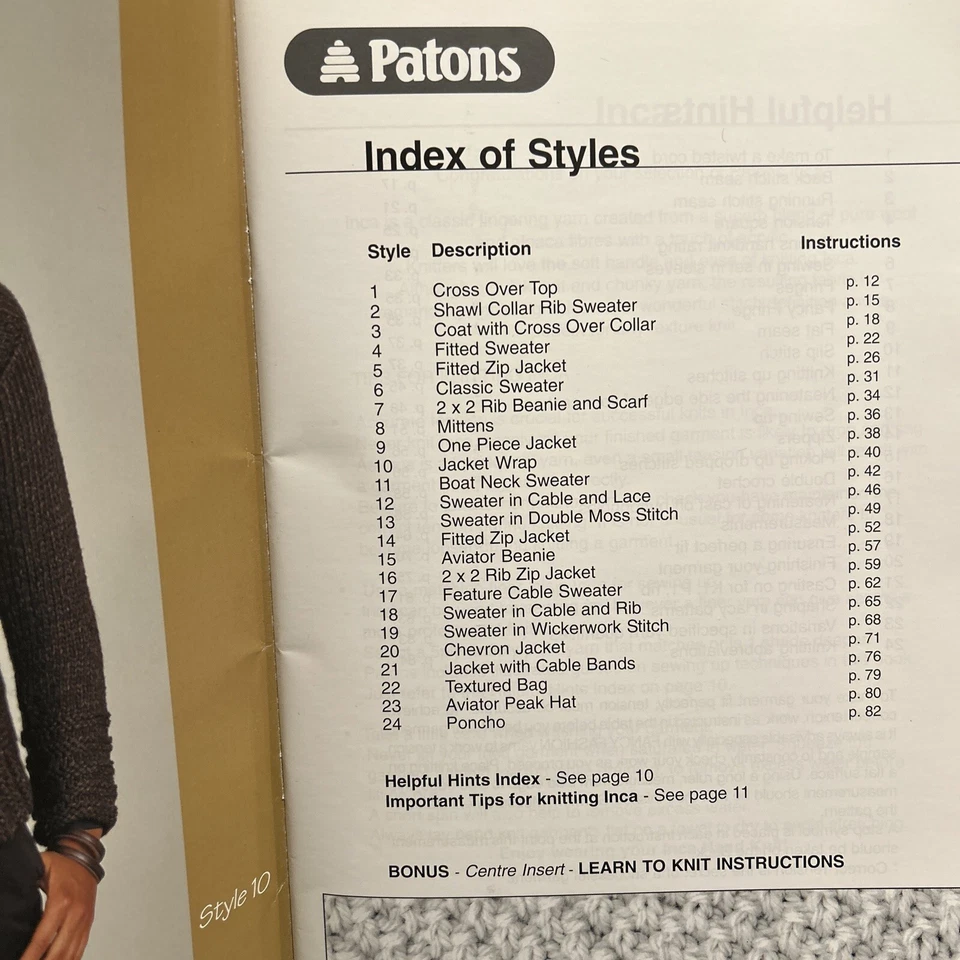 Patons
Index of Styles
Style Description Instructions
1 Cross Over Top p. 12
2 Shawl Collar Rib Sweater p. 15
3 Coat with Cross Over Collar p. 18
4 Fitted Sweater p. 22
5 Fitted Zip Jacket p. 26
6 Classic Sweater p. 31
7 2 x 2 Rib Beanie and Scarf p. 34
8 Mittens p. 36
9 One Piece Jacket p. 38
10 Jacket Wrap p. 40
11 Boat Neck Sweater p. 42
12 Sweater in Cable and Lace p. 46
13 Sweater in Double Moss Stitch p. 49
14 Fitted Zip Jacket p. 52
15 Aviator Beanie p. 57
16 2 x 2 Rib Zip Jacket p. 59
17 Feature Cable Sweater p. 62
18 Sweater in Cable and Rib p. 65
19 Sweater in Wickerwork Stitch p. 68
20 Chevron Jacket p. 71
21 Jacket with Cable Bands p. 76
22 Textured Bag p. 79
23 Aviator Peak Hat p. 80
24 Poncho p. 82
Helpful Hints Index - See page 10
Important Tips for knitting Inca - See page 11
BONUS - Centre Insert - LEARN TO KNIT INSTRUCTIONS
Style 10